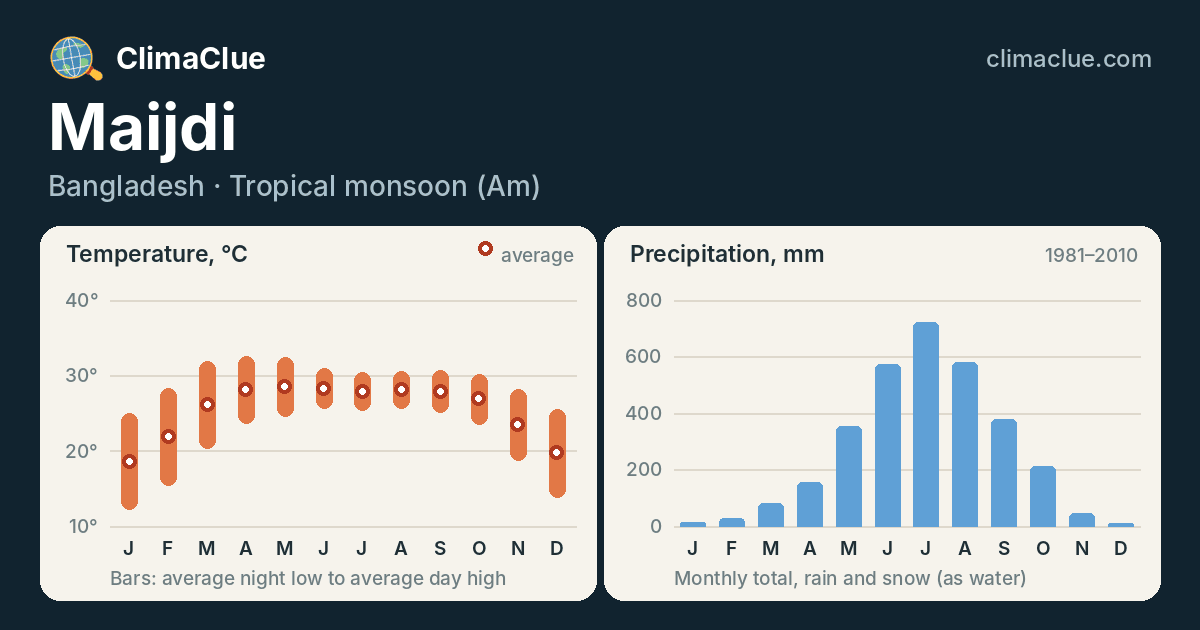 ClimaClue
climaclue.com
Maijdi
Bangladesh · Tropical monsoon (Am)
Temperature, °C
average
40°
30°
20°
10°
J F M A M J J A S O N D
Bars: average night low to average day high
Precipitation, mm
1981–2010
800
600
400
200
0
J F M A M J J A S O N D
Monthly total, rain and snow (as water)